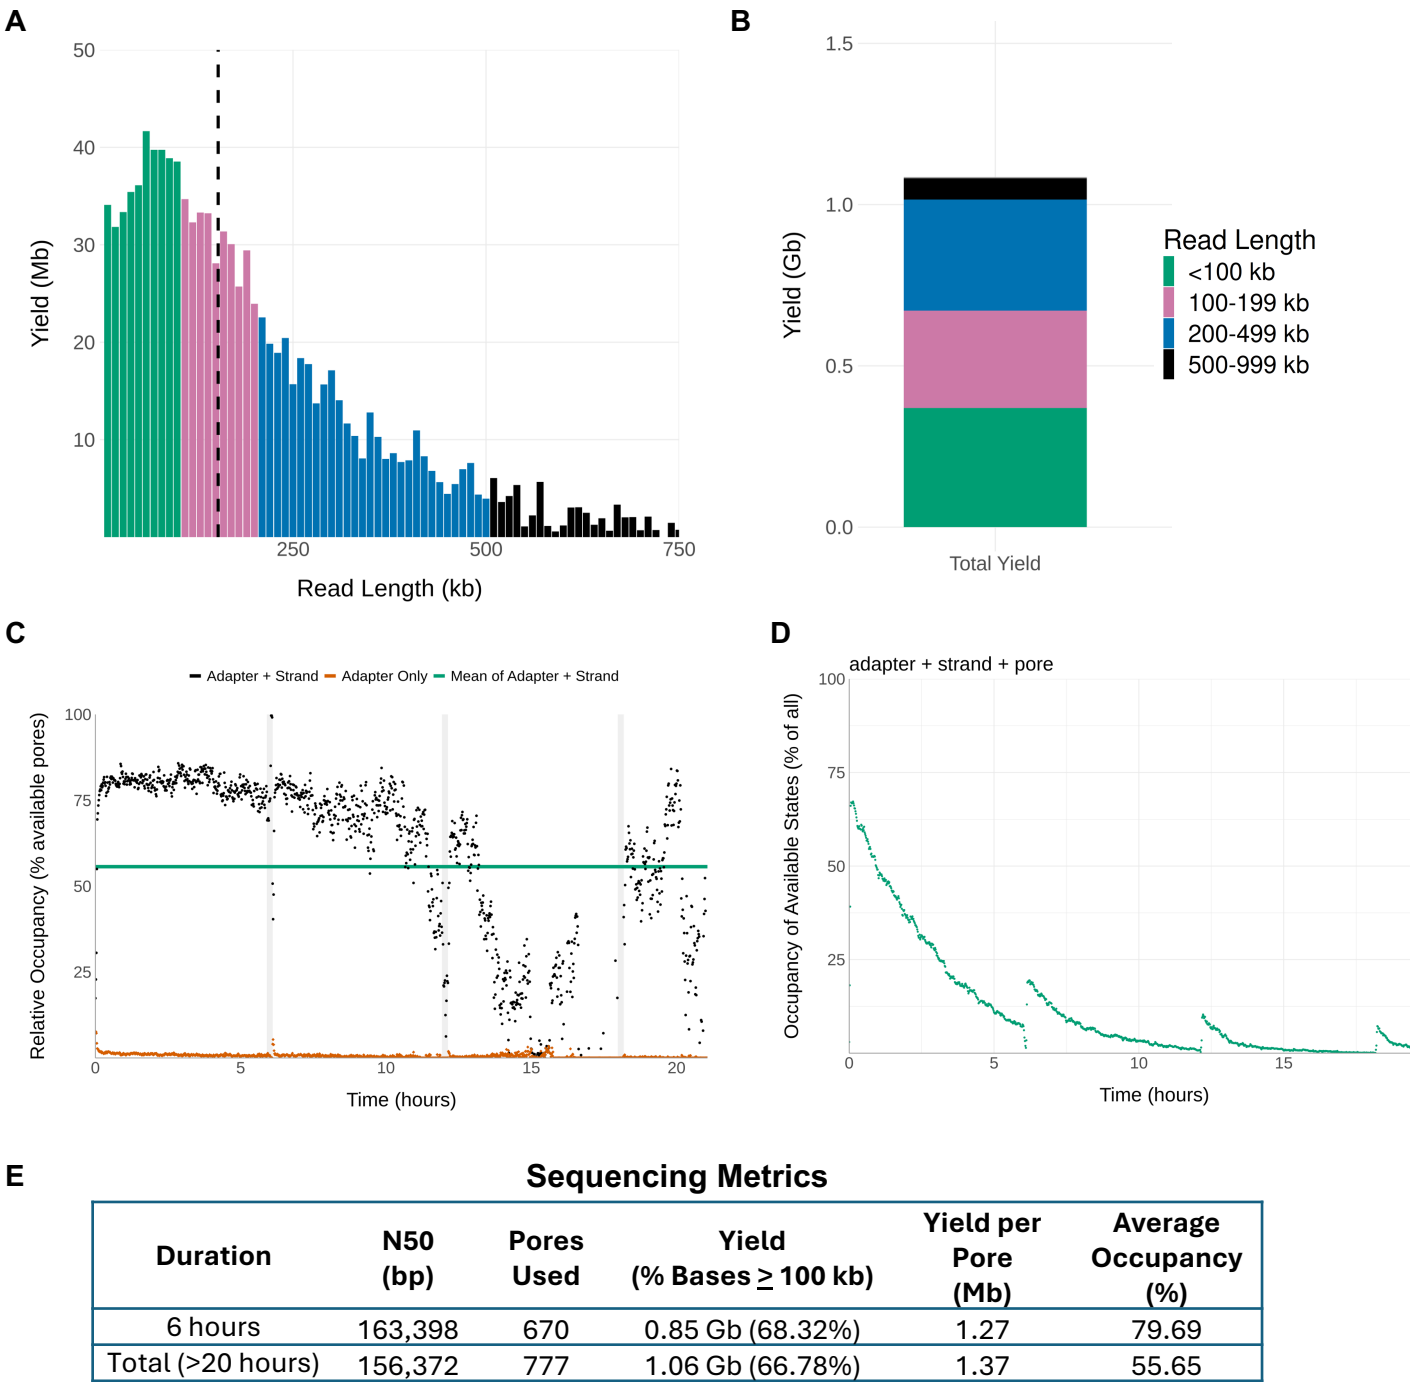 A
50
40
30
20
10
Yield (Mb)
250
500
750
Read Length (kb)
B
1.5
1.0
0.5
0.0
Yield (Gb)
Total Yield
Read Length
<100 kb
100-199 kb
200-499 kb
500-999 kb
C
Adapter + Strand
Adapter Only
Mean of Adapter + Strand
100
75
50
25
Relative Occupancy (% available pores)
0
5
10
15
20
Time (hours)
D
adapter + strand + pore
100
75
50
25
Occupancy of Available States (% of all)
0
5
10
15
Time (hours)
E
Sequencing Metrics
Duration
N50
(bp)
Pores
Used
Yield
(% Bases ≥ 100 kb)
Yield per
Pore
(Mb)
Average
Occupancy
(%)
6 hours 163,398 670 0.85 Gb (68.32%) 1.27 79.69
Total (>20 hours) 156,372 777 1.06 Gb (66.78%) 1.37 55.65